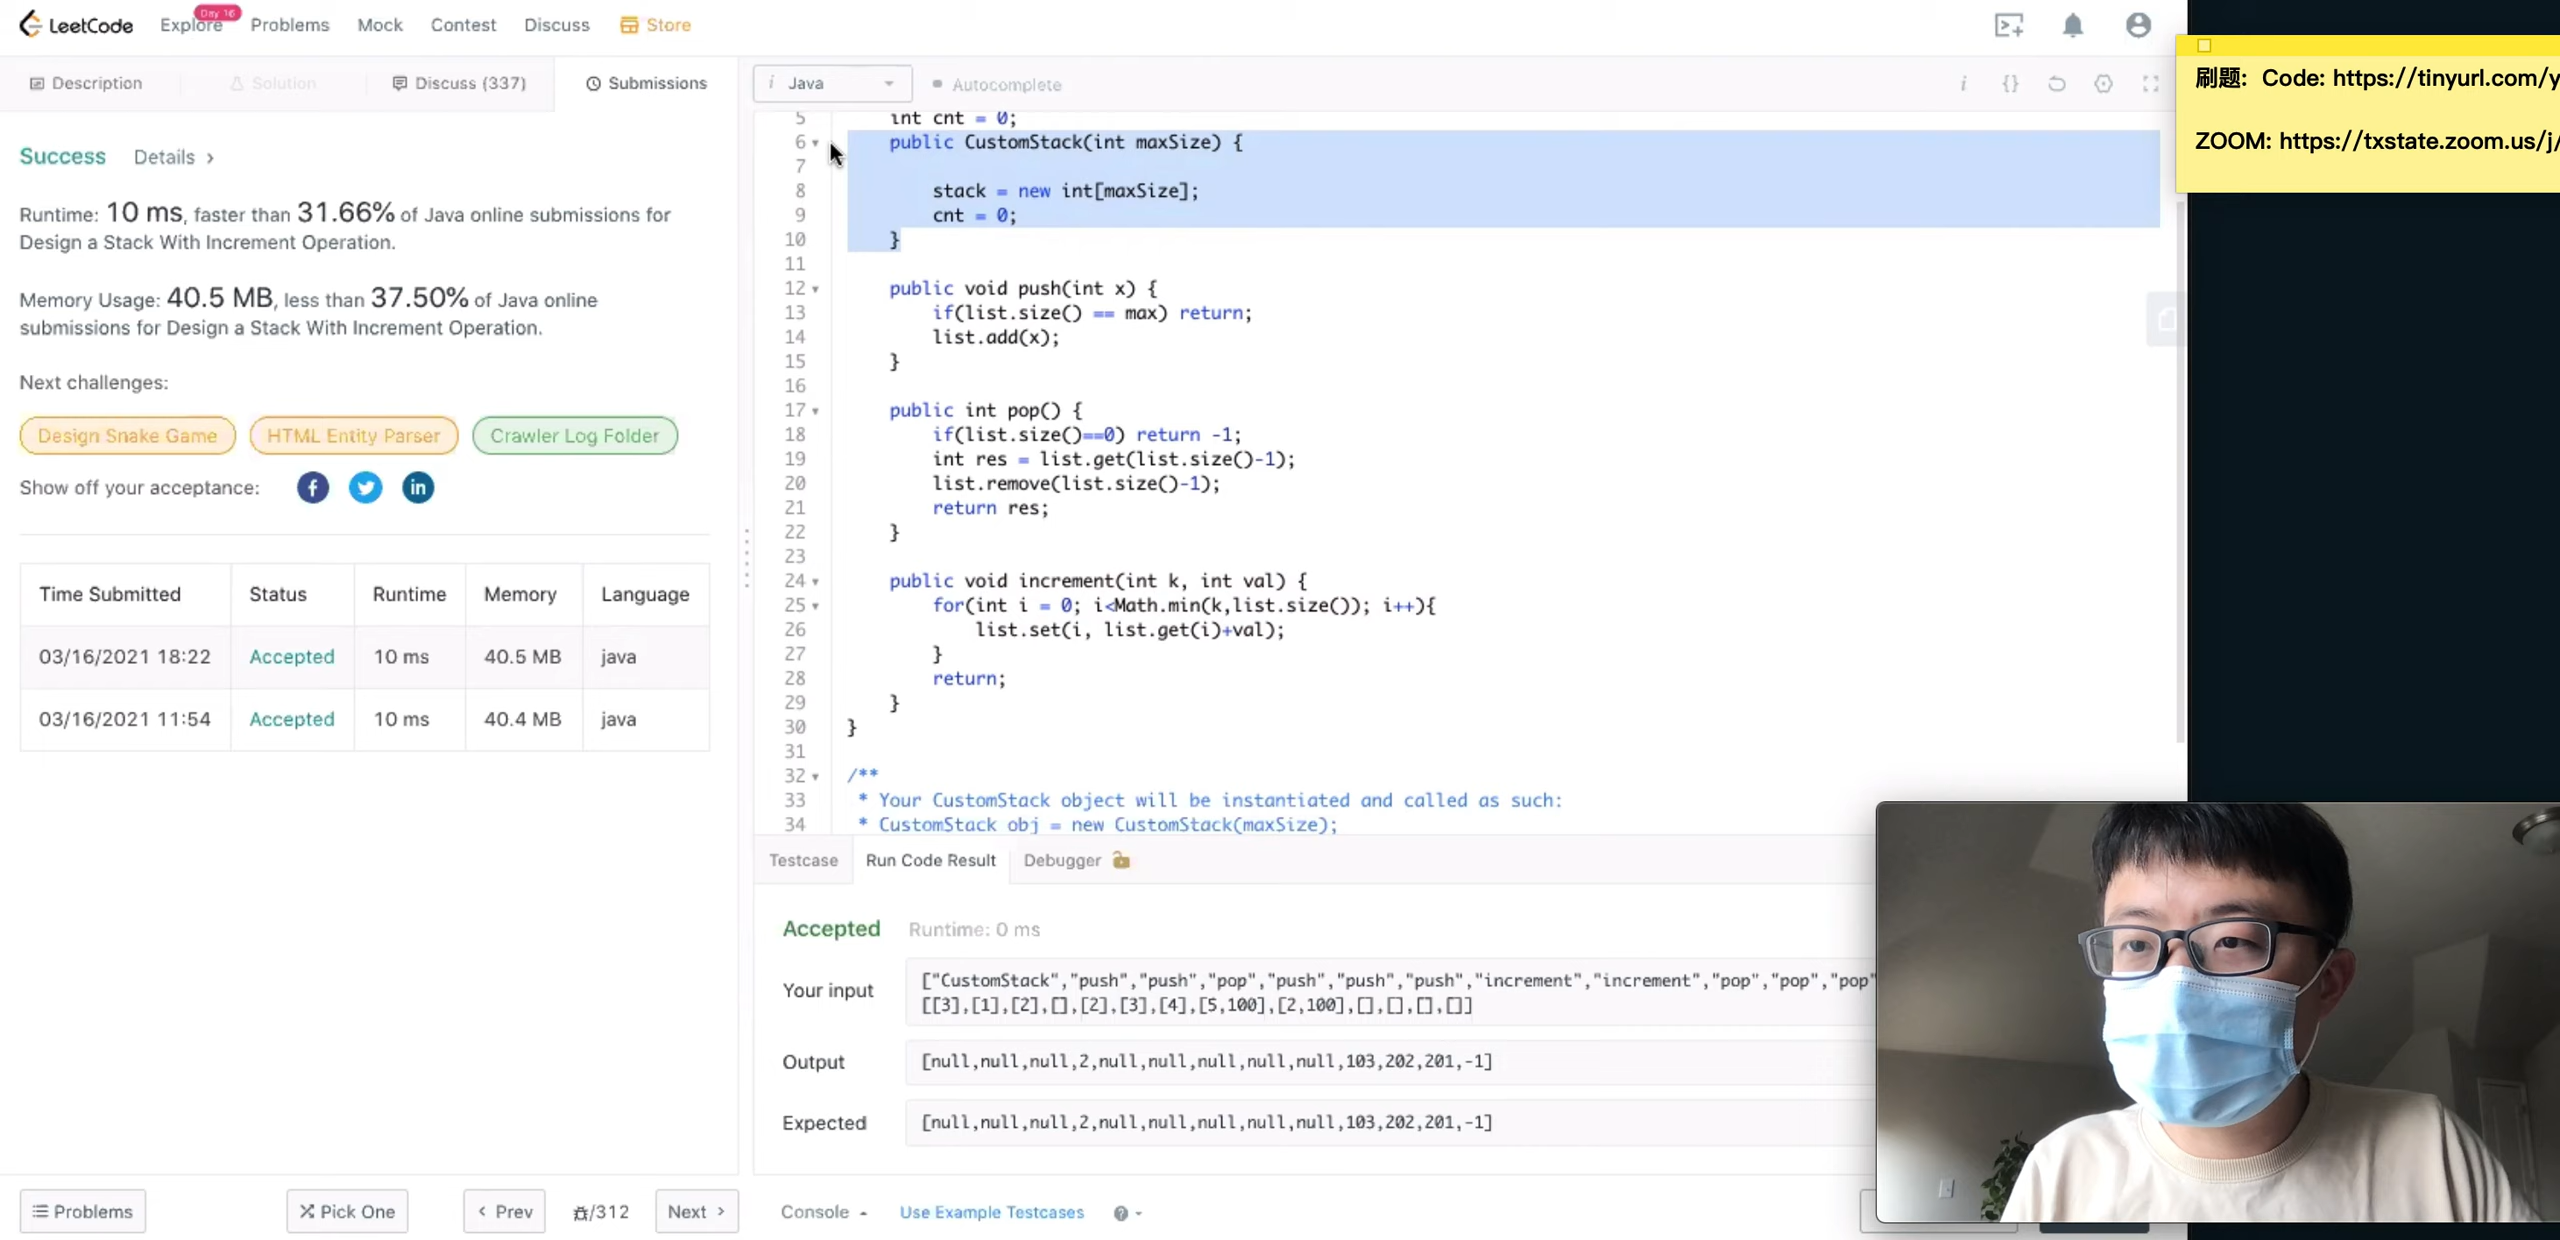 LeetCode Explore Day 16 Problems Mock Contest Discuss Store
Description Solution Discuss (337) Submissions
Success Details >
Runtime: 10 ms, faster than 31.66% of Java online submissions for
Design a Stack With Increment Operation.
Memory Usage: 40.5 MB, less than 37.50% of Java online
submissions for Design a Stack With Increment Operation.
Next challenges:
Design Snake Game HTML Entity Parser Crawler Log Folder
Show off your acceptance:
Time Submitted Status Runtime Memory Language
03/16/2021 18:22 Accepted 10 ms 40.5 MB java
03/16/2021 11:54 Accepted 10 ms 40.4 MB java
Problems Pick One < Prev /312 Next >
i Java Autocomplete
5 int cnt = 0;
6 public CustomStack(int maxSize) {
7
8 stack = new int[maxSize];
9 cnt = 0;
10 }
11
12 public void push(int x) {
13 if(list.size() == max) return;
14 list.add(x);
15 }
16
17 public int pop() {
18 if(list.size()==0) return -1;
19 int res = list.get(list.size()-1);
20 list.remove(list.size()-1);
21 return res;
22 }
23
24 public void increment(int k, int val) {
25 for(int i = 0; i<Math.min(k,list.size()); i++){
26 list.set(i, list.get(i)+val);
27 }
28 return;
29 }
30 }
31
32 /**
33 * Your CustomStack object will be instantiated and called as such:
34 * CustomStack obj = new CustomStack(maxSize);
Testcase Run Code Result Debugger
Accepted Runtime: 0 ms
Your input
["CustomStack","push","push","pop","push","push","push","increment","increment","pop","pop","pop"
[[3],[1],[2],[],[2],[3],[4],[5,100],[2,100],[],[],[],[]]
Output [null,null,null,2,null,null,null,null,null,103,202,201,-1]
Expected [null,null,null,2,null,null,null,null,null,103,202,201,-1]
Console Use Example Testcases
刷题: Code: https://tinyurl.com/y
ZOOM: https://txstate.zoom.us/j/